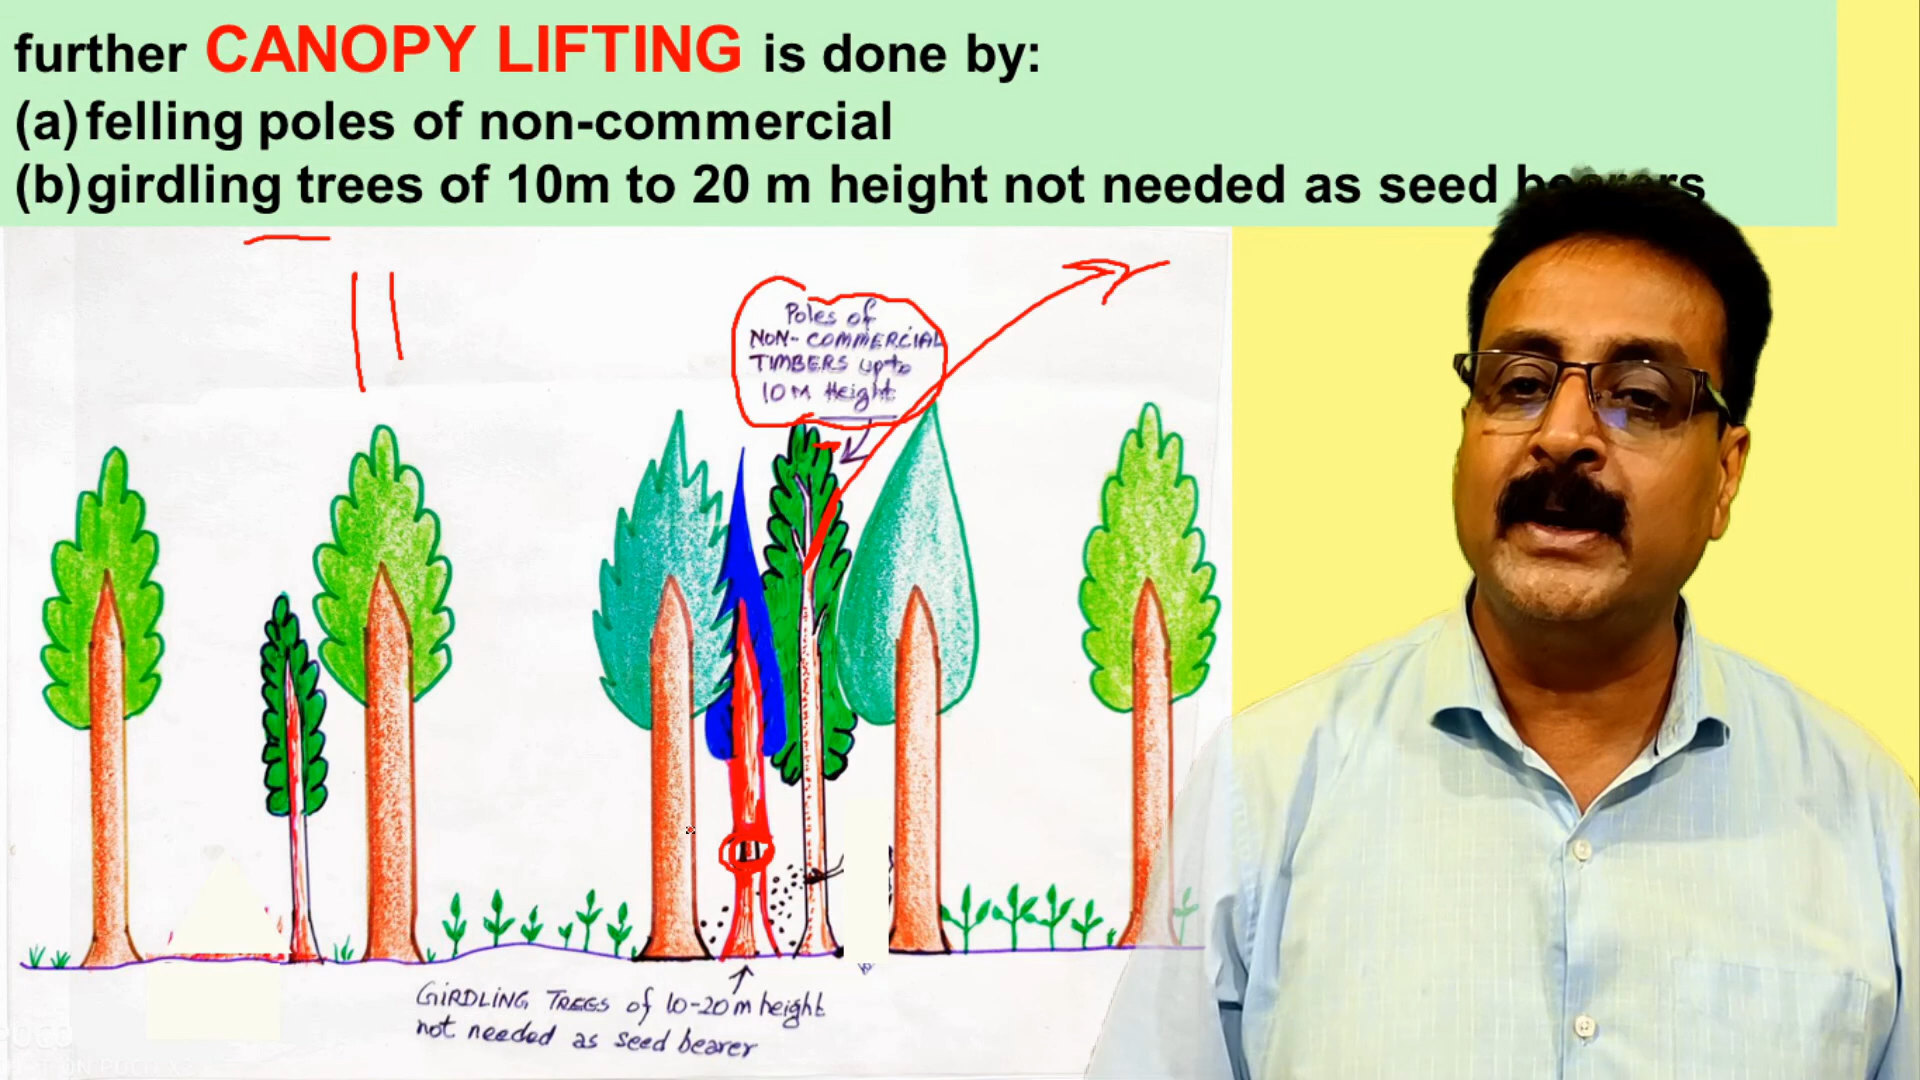 further CANOPY LIFTING is done by:
(a) felling poles of non-commercial
(b) girdling trees of 10m to 20 m height not needed as seed bearers
Poles of
NON-COMMERCIAL
TIMBERS upto
10 M Height
GIRDLING TREES of 10-20 m height
not needed as seed bearer
POCO